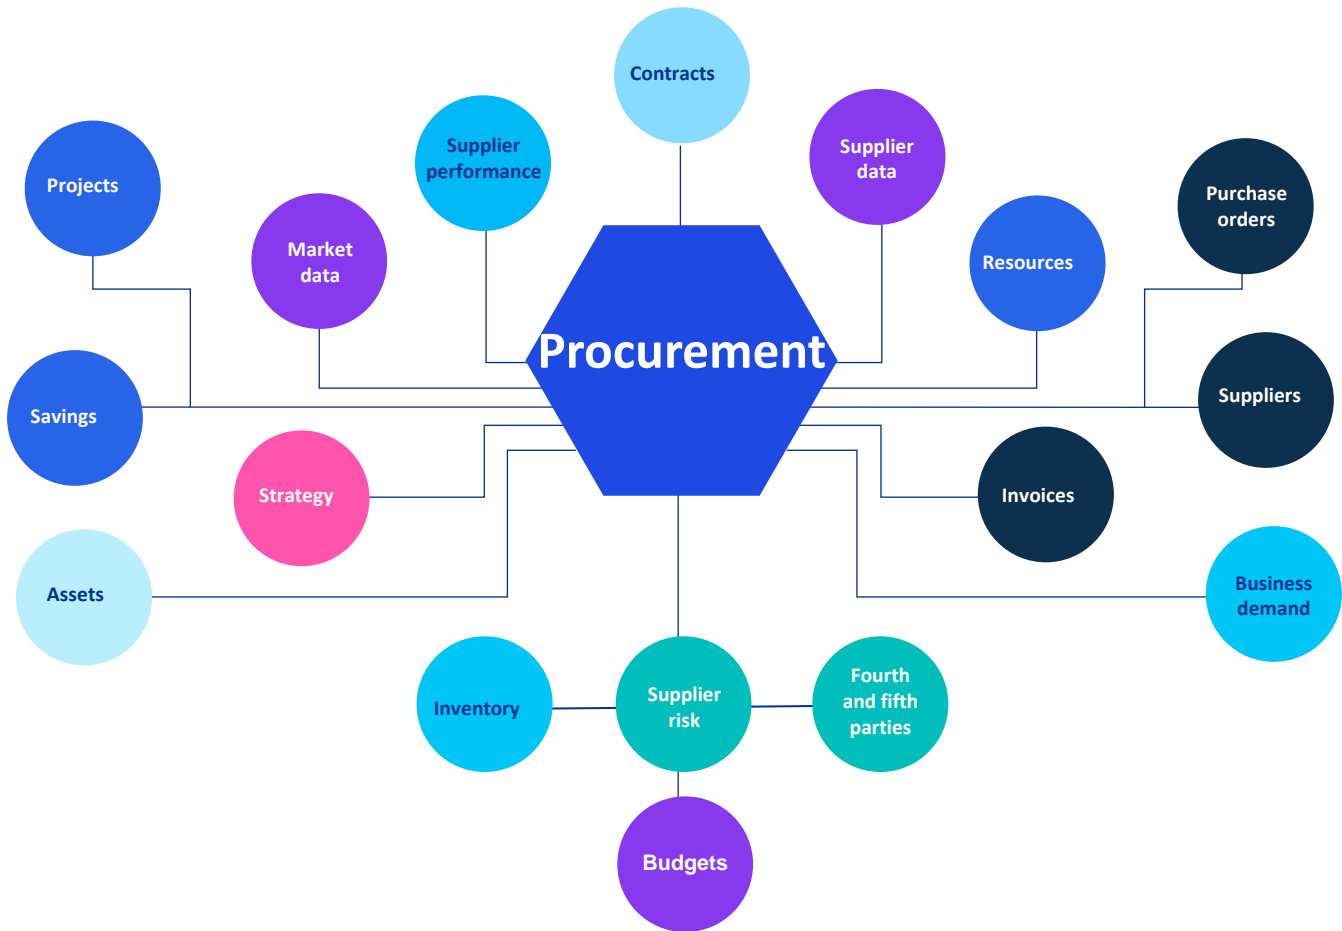 Contracts
Supplier
performance
Supplier
data
Projects
Purchase
orders
Market
data
Resources
Procurement
Savings
Suppliers
Strategy
Invoices
Assets
Business
demand
Inventory
Supplier
risk
Fourth
and fifth
parties
Budgets